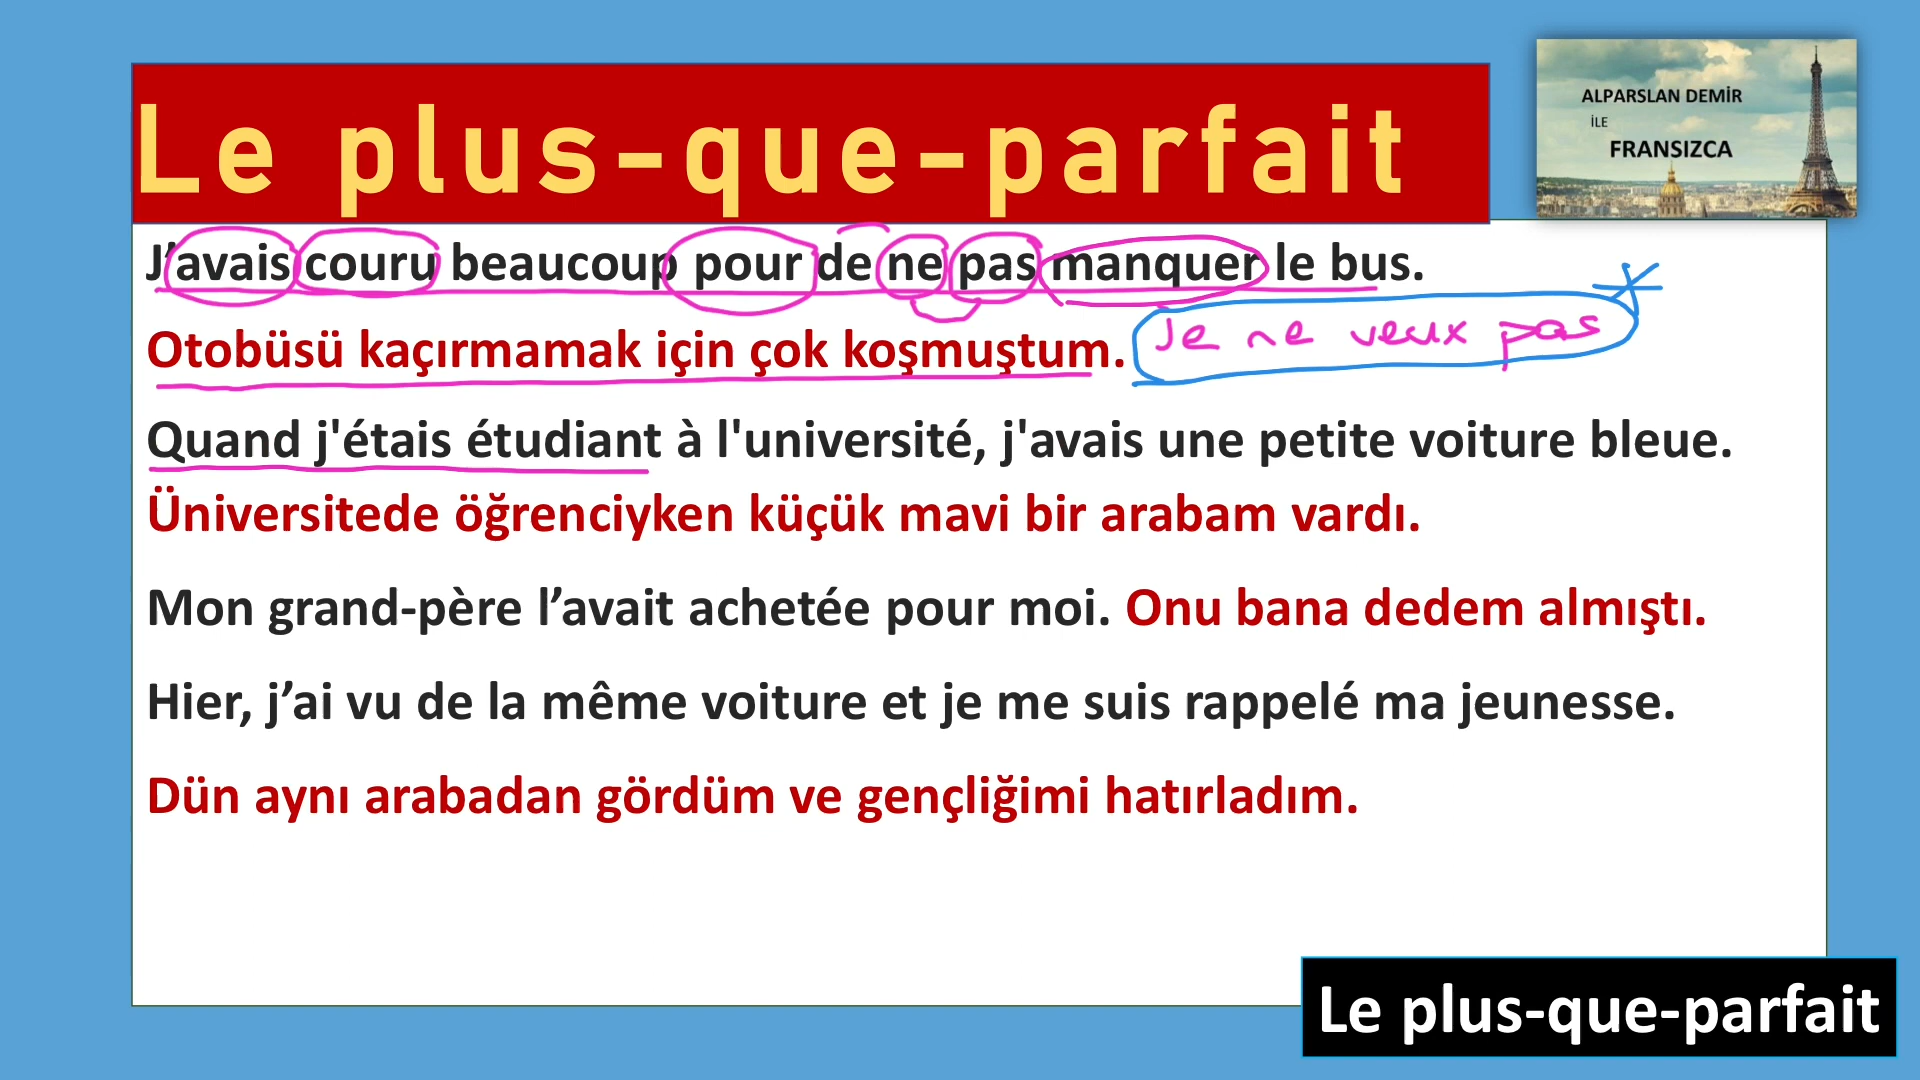 Le plus-que-parfait
ALPARSLAN DEMİR
İLE
FRANSIZCA
J’avais couru beaucoup pour de ne pas manquer le bus.
Otobüsü kaçırmamak için çok koşmuştum.
Je ne veux pas
Quand j'étais étudiant à l'université, j'avais une petite voiture bleue.
Üniversitede öğrenciyken küçük mavi bir arabam vardı.
Mon grand-père l’avait achetée pour moi. Onu bana dedem almıştı.
Hier, j’ai vu de la même voiture et je me suis rappelé ma jeunesse.
Dün aynı arabadan gördüm ve gençliğimi hatırladım.
Le plus-que-parfait